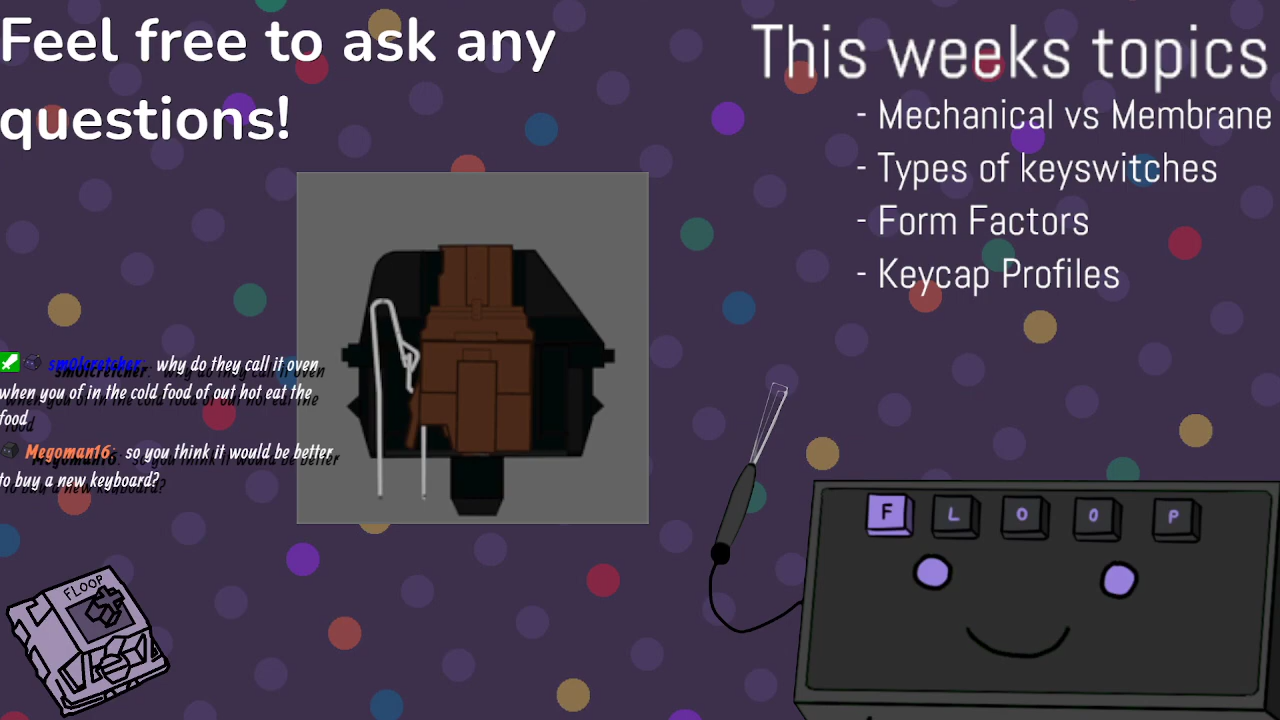 Feel free to ask any
questions!
This weeks topics
- Mechanical vs Membrane
- Types of keyswitches
- Form Factors
- Keycap Profiles
sm0lcretcher: why do they call it oven
when you of in the cold food of out hot eat the
food
Megoman16: so you think it would be better
to buy a new keyboard?
FLOOP
F L O O P